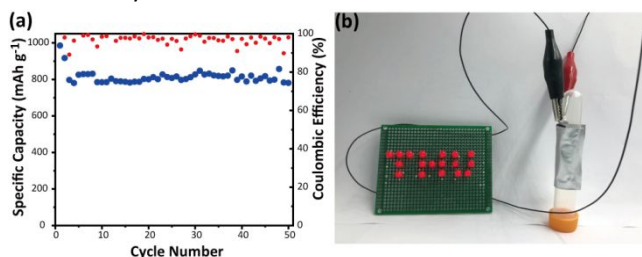 (a)
(b)
Specific Capacity (mAh g⁻¹)
1000
800
600
400
200
0
100
80
60
40
20
0
Coulombic Efficiency (%)
0 10 20 30 40 50
Cycle Number
THU